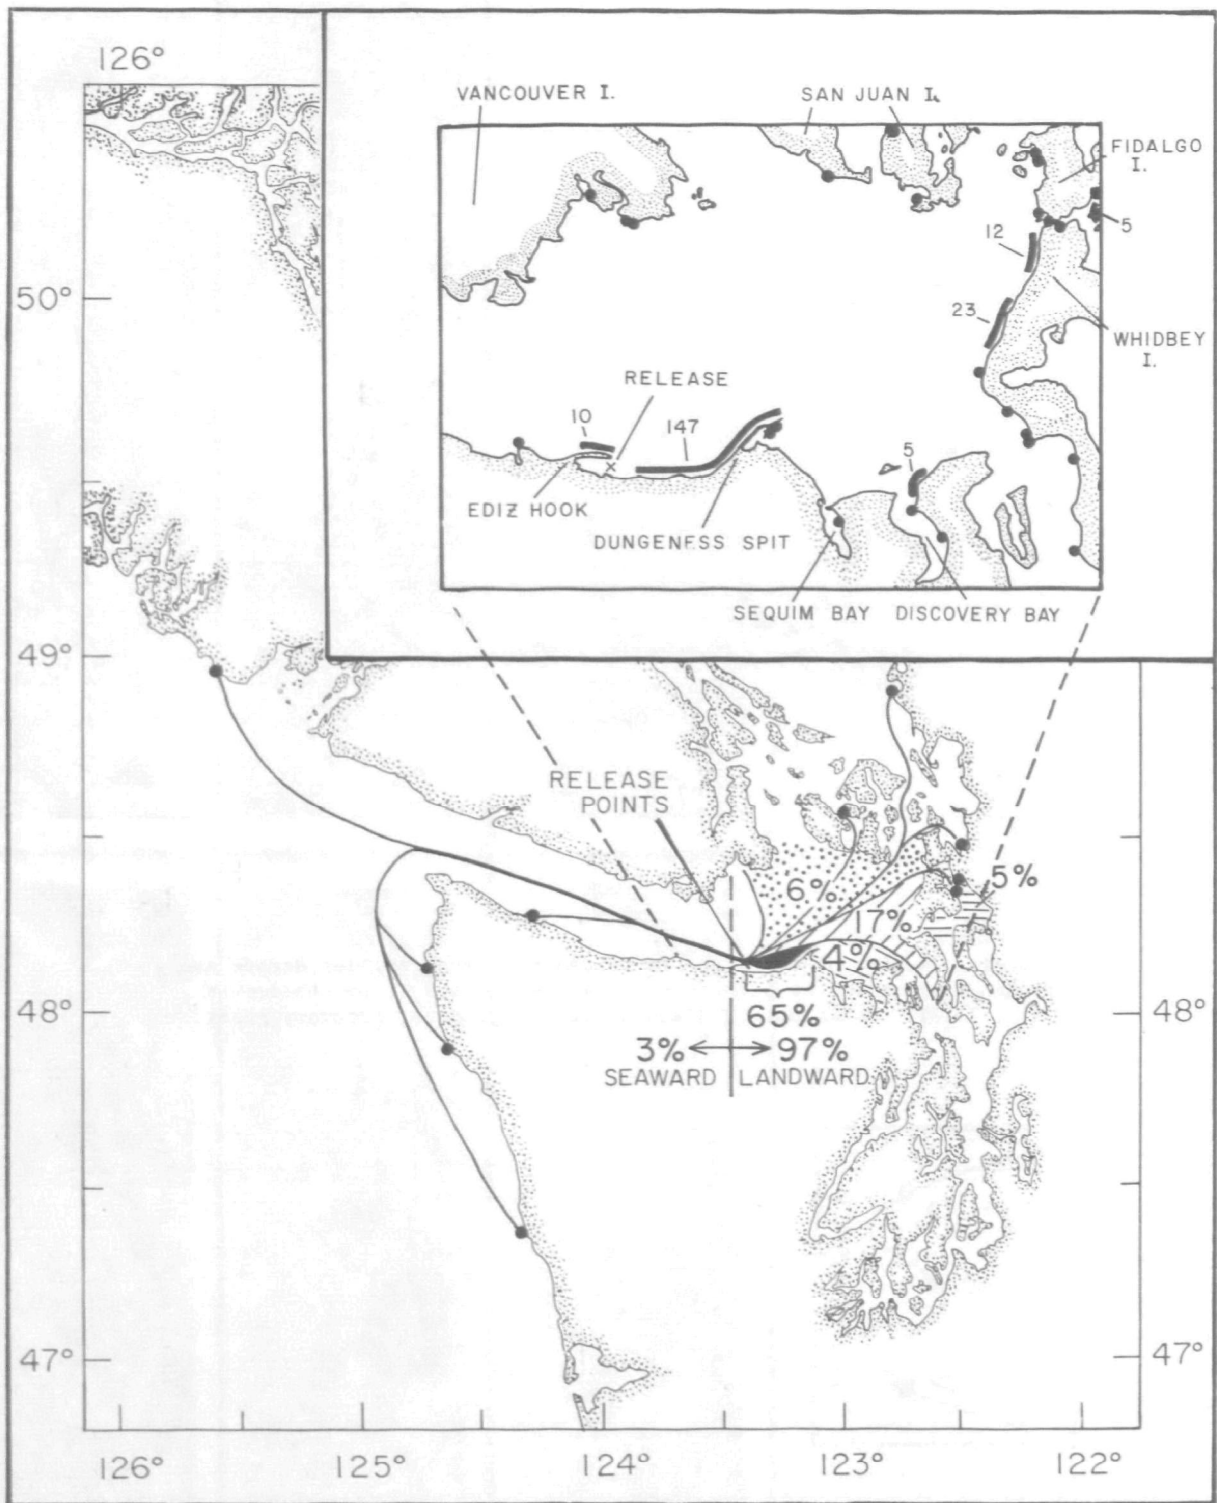 126°
VANCOUVER I.
SAN JUAN I.
FIDALGO
I.
5
12
50°
23
WHIDBEY
I.
RELEASE
10
147
5
EDIZ HOOK
DUNGENESS SPIT
SEQUIM BAY
DISCOVERY BAY
49°
RELEASE
POINTS
6%
5%
17%
4%
48°
65%
48°
3%
97%
SEAWARD
LANDWARD
47°
47°
126°
125°
124°
123°
122°